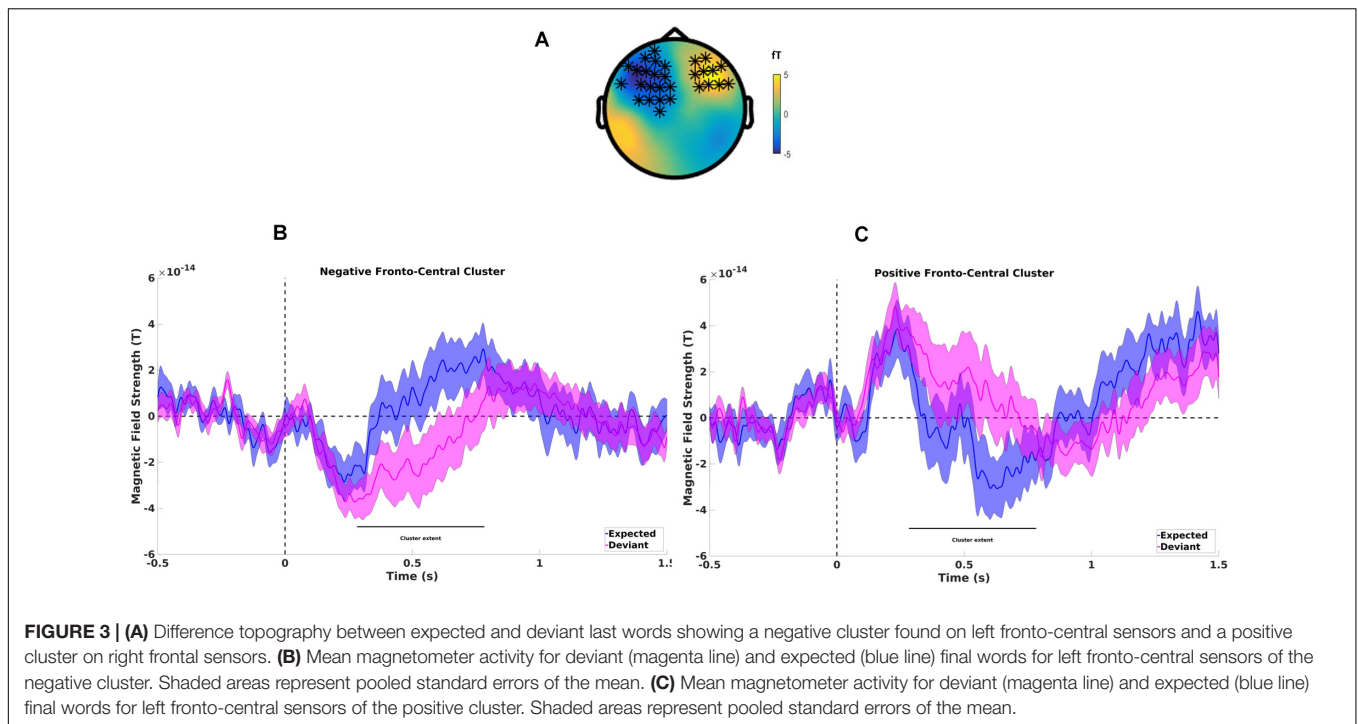 A
fT
5
0
-5
B
C
×10⁻¹⁴
Negative Fronto-Central Cluster
6
4
2
0
-2
-4
-6
Magnetic Field Strength (T)
Cluster extent
Expected
Deviant
-0.5
0
0.5
1
1.5
Time (s)
×10⁻¹⁴
Positive Fronto-Central Cluster
6
4
2
0
-2
-4
-6
Magnetic Field Strength (T)
Cluster extent
Expected
Deviant
-0.5
0
0.5
1
1.5
Time (s)
FIGURE 3 | (A) Difference topography between expected and deviant last words showing a negative cluster found on left fronto-central sensors and a positive
cluster on right frontal sensors. (B) Mean magnetometer activity for deviant (magenta line) and expected (blue line) final words for left fronto-central sensors of the
negative cluster. Shaded areas represent pooled standard errors of the mean. (C) Mean magnetometer activity for deviant (magenta line) and expected (blue line)
final words for left fronto-central sensors of the positive cluster. Shaded areas represent pooled standard errors of the mean.